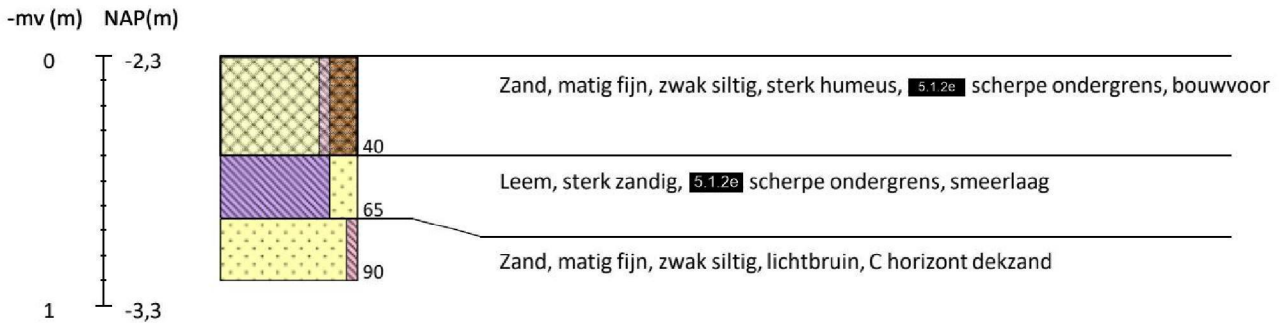 -mv (m) NAP(m)
0 -2,3
Zand, matig fijn, zwak siltig, sterk humeus, 5.1.2e scherpe ondergrens, bouwvoor
40
Leem, sterk zandig, 5.1.2e scherpe ondergrens, smeerlaag
65
Zand, matig fijn, zwak siltig, lichtbruin, C horizont dekzand
90
1 -3,3